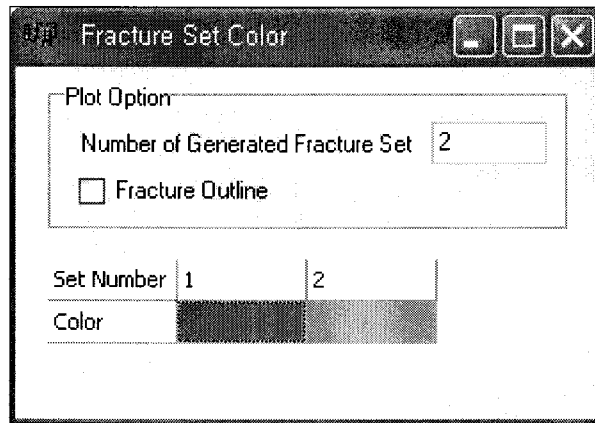 Fracture Set Color
Plot Option
Number of Generated Fracture Set 2
Fracture Outline
Set Number 1 2
Color